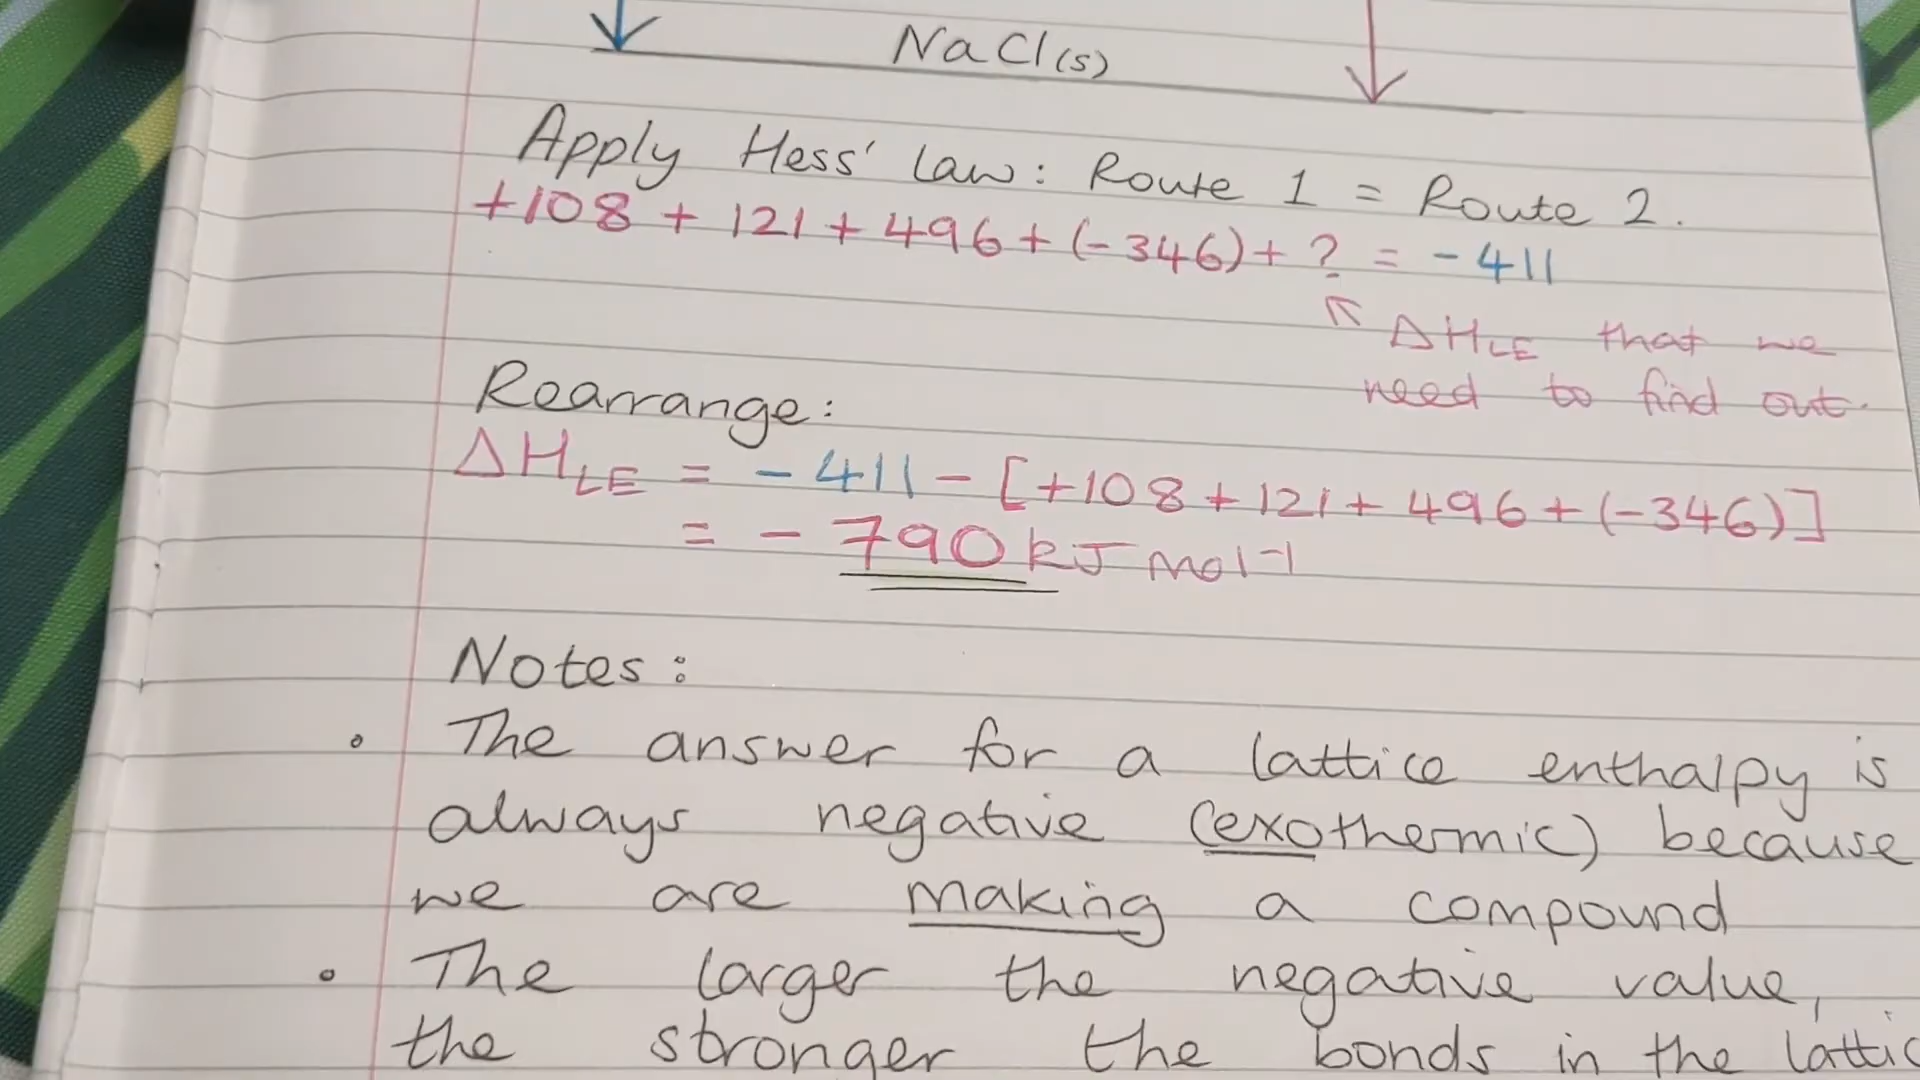 NaCl(s)
Apply Hess' Law: Route 1 = Route 2.
+108 + 121 + 496 + (-346) + ? = -411
ΔHLE that we
need to find out.
Rearrange:
ΔHLE = -411 - [+108 + 121 + 496 + (-346)]
= -790 kJ mol-1
Notes:
• The answer for a lattice enthalpy is
always negative (exothermic) because
we are making a compound
• The larger the negative value,
the stronger the bonds in the lattic